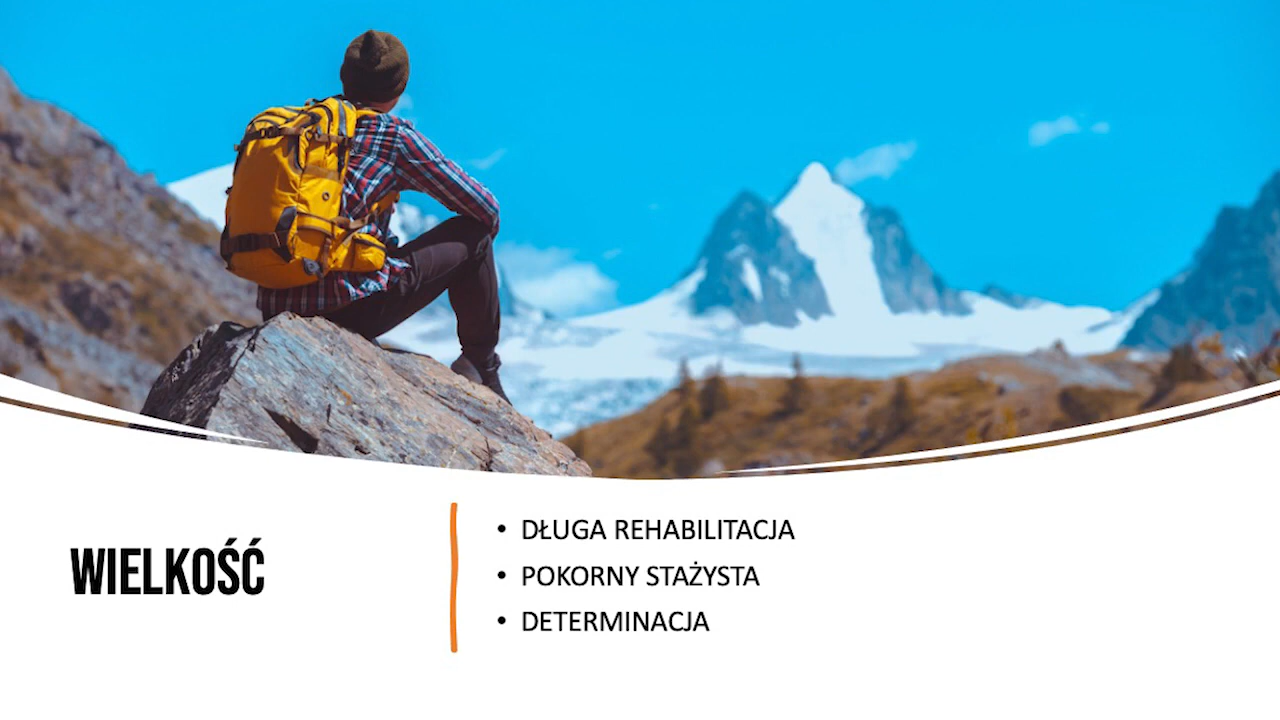 WIELKOŚĆ
• DŁUGA REHABILITACJA
• POKORNY STAŻYSTA
• DETERMINACJA